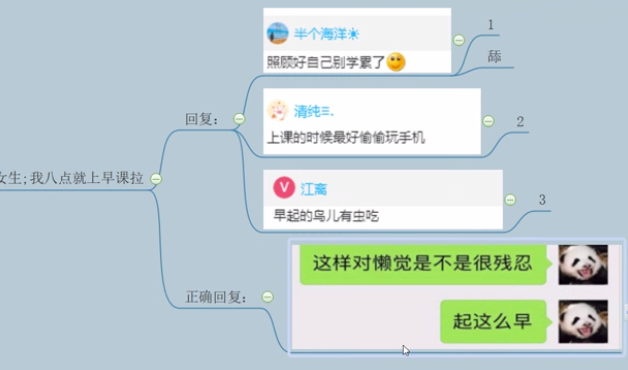 半个海洋☀
照顾好自己别学累了😊
1
舔
回复：
清纯Ξ.
上课的时候最好偷偷玩手机
2
女生;我八点就上早课拉
V 江离
早起的鸟儿有虫吃
3
正确回复：
这样对懒觉是不是很残忍
起这么早